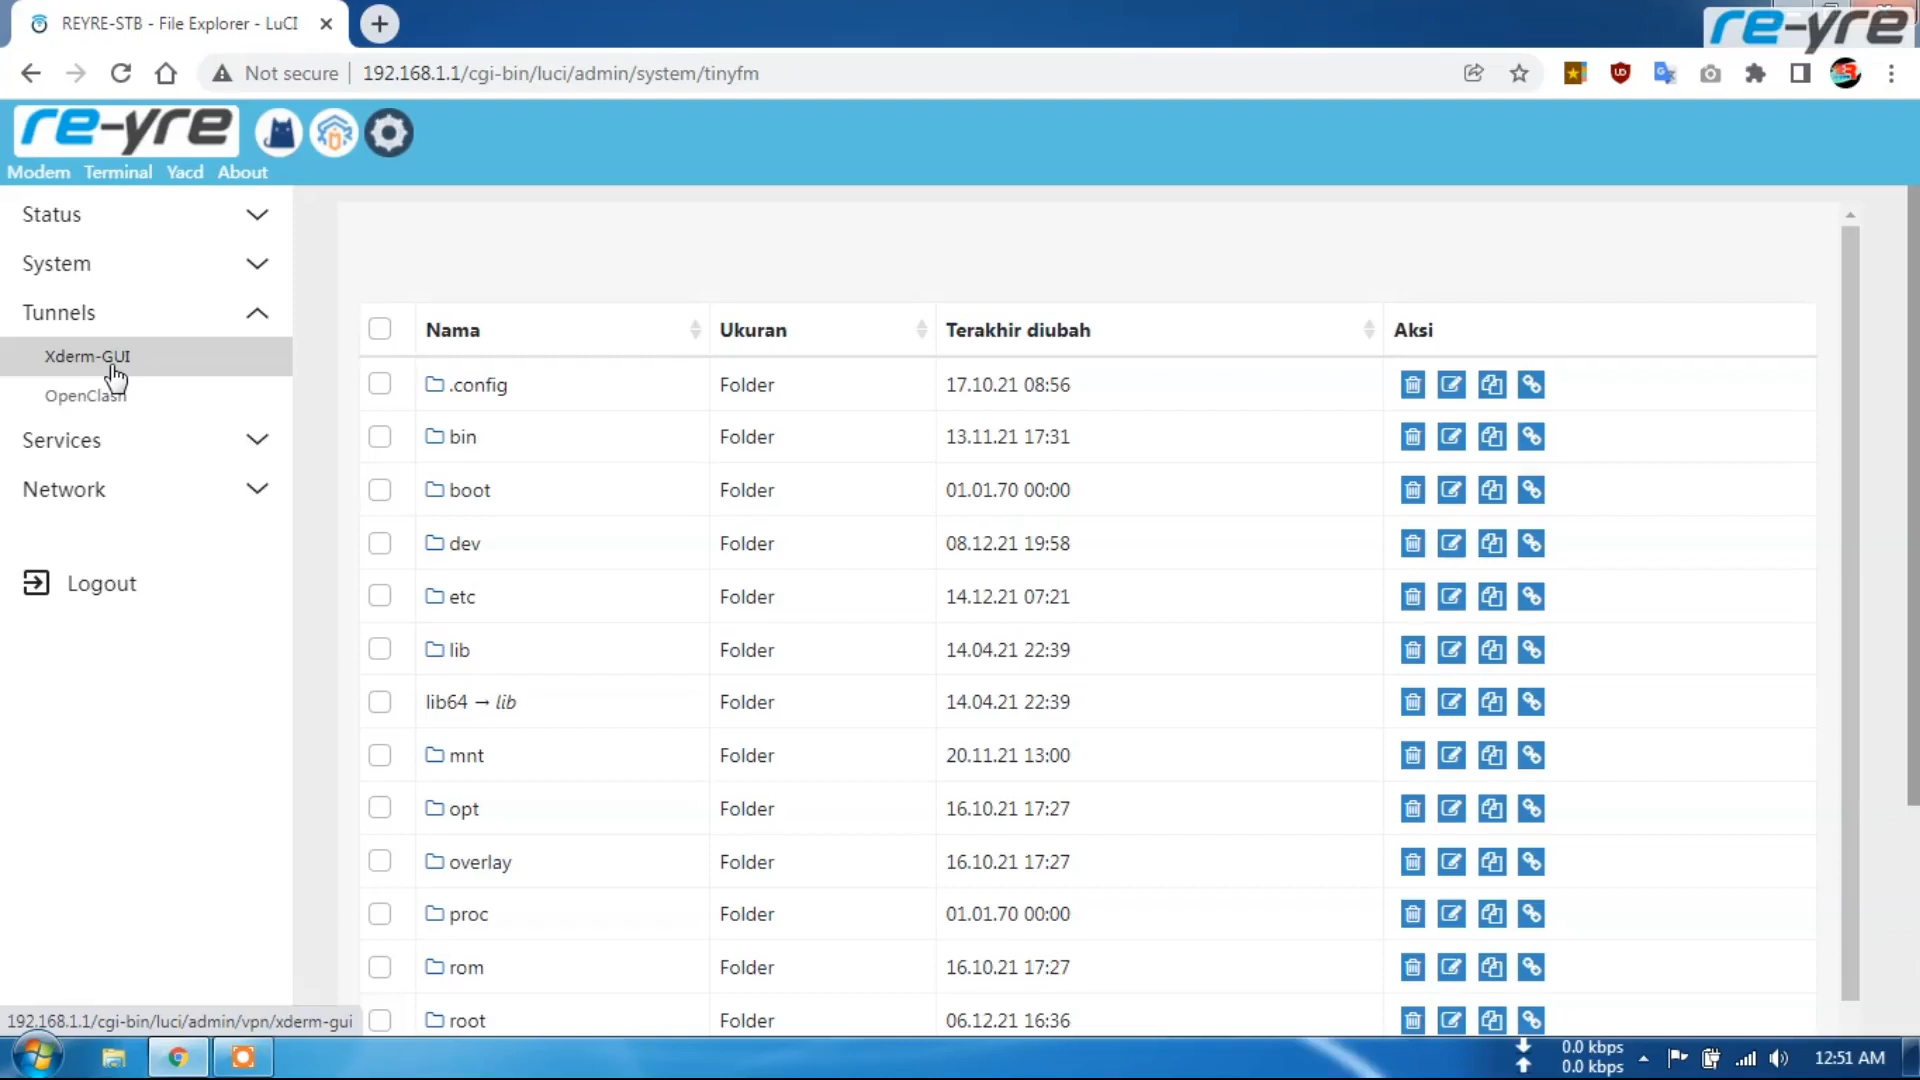 REYRE-STB - File Explorer - LuCI
re-yre
Not secure
192.168.1.1/cgi-bin/luci/admin/system/tinyfm
re-yre
Modem Terminal Yacd About
Status
System
Tunnels
Xderm-GUI
OpenClash
Services
Network
Logout
Nama Ukuran Terakhir diubah Aksi
.config Folder 17.10.21 08:56
bin Folder 13.11.21 17:31
boot Folder 01.01.70 00:00
dev Folder 08.12.21 19:58
etc Folder 14.12.21 07:21
lib Folder 14.04.21 22:39
lib64 → lib Folder 14.04.21 22:39
mnt Folder 20.11.21 13:00
opt Folder 16.10.21 17:27
overlay Folder 16.10.21 17:27
proc Folder 01.01.70 00:00
rom Folder 16.10.21 17:27
root Folder 06.12.21 16:36
192.168.1.1/cgi-bin/luci/admin/vpn/xderm-gui
0.0 kbps
0.0 kbps
12:51 AM